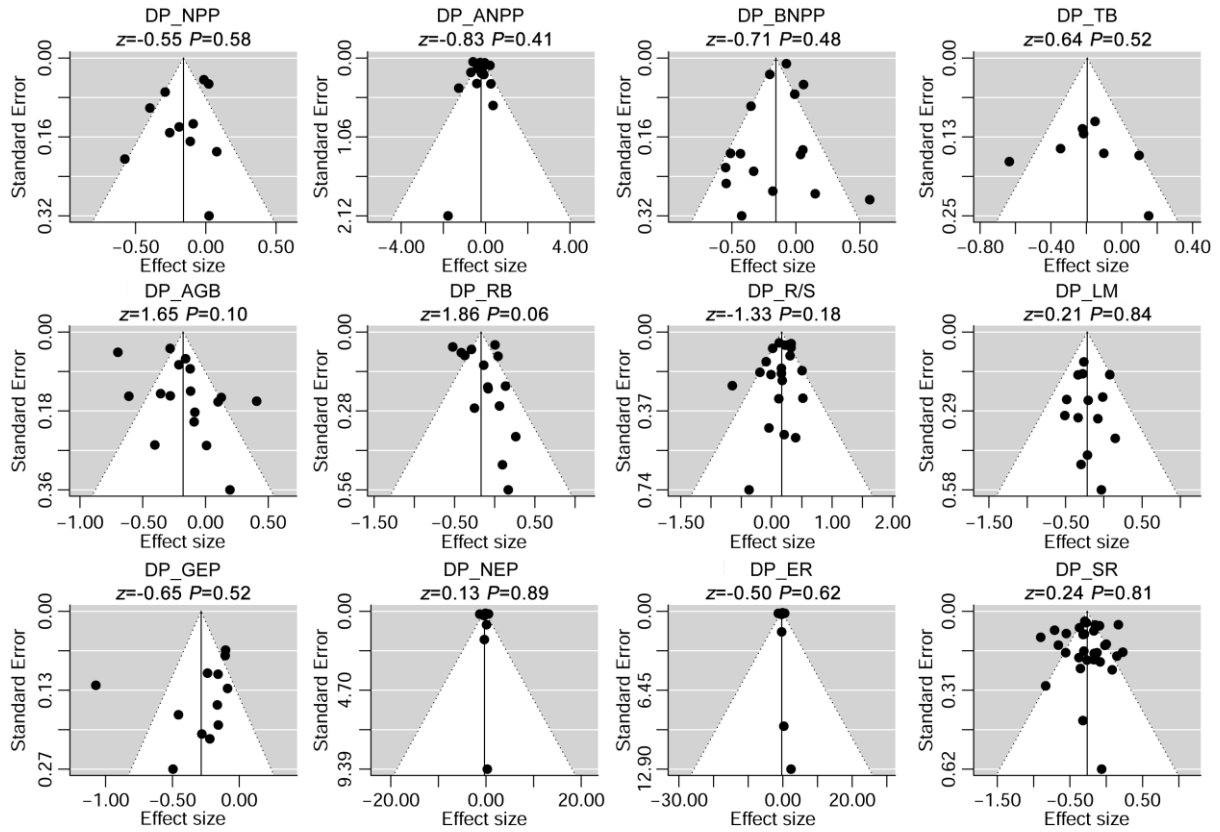 DP_NPP
z=-0.55 P=0.58
Standard Error
0.00
0.16
0.32
−0.50
0.00
0.50
Effect size
DP_ANPP
z=-0.83 P=0.41
Standard Error
0.00
1.06
2.12
−4.00
0.00
4.00
Effect size
DP_BNPP
z=-0.71 P=0.48
Standard Error
0.00
0.16
0.32
−0.50
0.00
0.50
Effect size
DP_TB
z=0.64 P=0.52
Standard Error
0.00
0.13
0.25
−0.80
−0.40
0.00
0.40
Effect size
DP_AGB
z=1.65 P=0.10
Standard Error
0.00
0.18
0.36
−1.00
−0.50
0.00
0.50
Effect size
DP_RB
z=1.86 P=0.06
Standard Error
0.00
0.28
0.56
−1.00
0.00
0.50
Effect size
DP_R/S
z=-1.33 P=0.18
Standard Error
0.00
0.37
0.74
−1.50
0.00
1.00
2.00
Effect size
DP_LM
z=0.21 P=0.84
Standard Error
0.00
0.29
0.58
−1.50
−0.50
0.50
Effect size
DP_GEP
z=-0.65 P=0.52
Standard Error
0.00
0.13
0.27
−1.00
−0.50
0.00
Effect size
DP_NEP
z=0.13 P=0.89
Standard Error
0.00
4.70
9.39
−20.00
0.00
20.00
Effect size
DP_ER
z=-0.50 P=0.62
Standard Error
0.00
6.45
12.90
−30.00
0.00
20.00
Effect size
DP_SR
z=0.24 P=0.81
Standard Error
0.00
0.31
0.62
−1.50
−0.50
0.50
Effect size